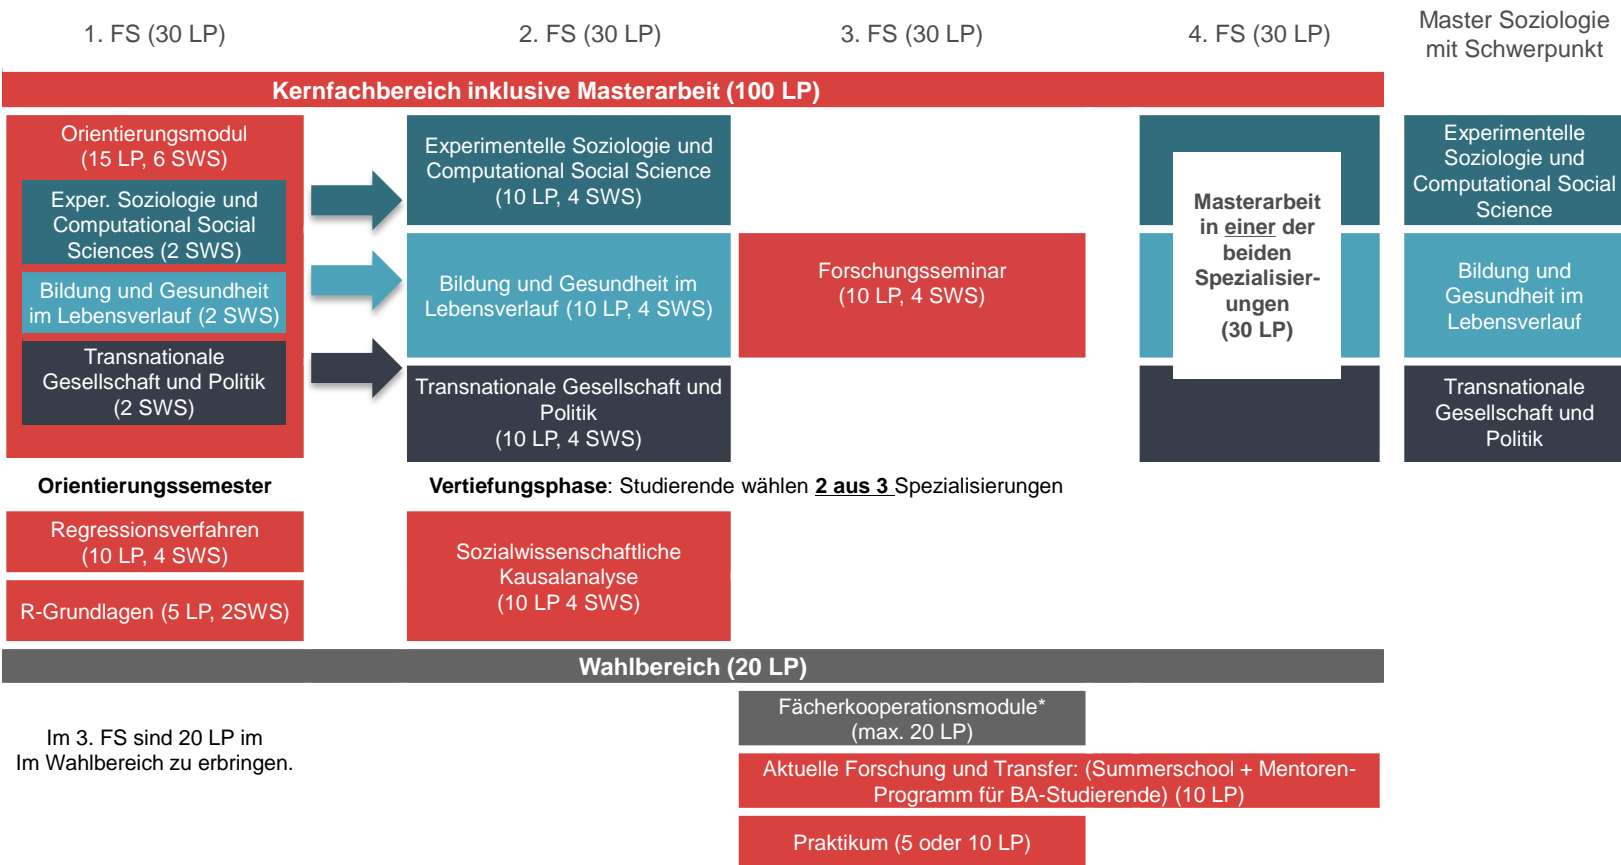 1. FS (30 LP)
2. FS (30 LP)
3. FS (30 LP)
4. FS (30 LP)
Master Soziologie
mit Schwerpunkt
Kernfachbereich inklusive Masterarbeit (100 LP)
Orientierungsmodul
(15 LP, 6 SWS)
Exper. Soziologie und
Computational Social
Sciences (2 SWS)
Bildung und Gesundheit
im Lebensverlauf (2 SWS)
Transnationale
Gesellschaft und Politik
(2 SWS)
Experimentelle Soziologie und
Computational Social Science
(10 LP, 4 SWS)
Bildung und Gesundheit im
Lebensverlauf (10 LP, 4 SWS)
Transnationale Gesellschaft und
Politik
(10 LP, 4 SWS)
Forschungsseminar
(10 LP, 4 SWS)
Masterarbeit
in einer der
beiden
Spezialisier-
ungen
(30 LP)
Experimentelle
Soziologie und
Computational Social
Science
Bildung und
Gesundheit im
Lebensverlauf
Transnationale
Gesellschaft und
Politik
Orientierungssemester
Vertiefungsphase: Studierende wählen 2 aus 3 Spezialisierungen
Regressionsverfahren
(10 LP, 4 SWS)
R-Grundlagen (5 LP, 2SWS)
Sozialwissenschaftliche
Kausalanalyse
(10 LP 4 SWS)
Wahlbereich (20 LP)
Im 3. FS sind 20 LP im
Im Wahlbereich zu erbringen.
Fächerkooperationsmodule*
(max. 20 LP)
Aktuelle Forschung und Transfer: (Summerschool + Mentoren-
Programm für BA-Studierende) (10 LP)
Praktikum (5 oder 10 LP)